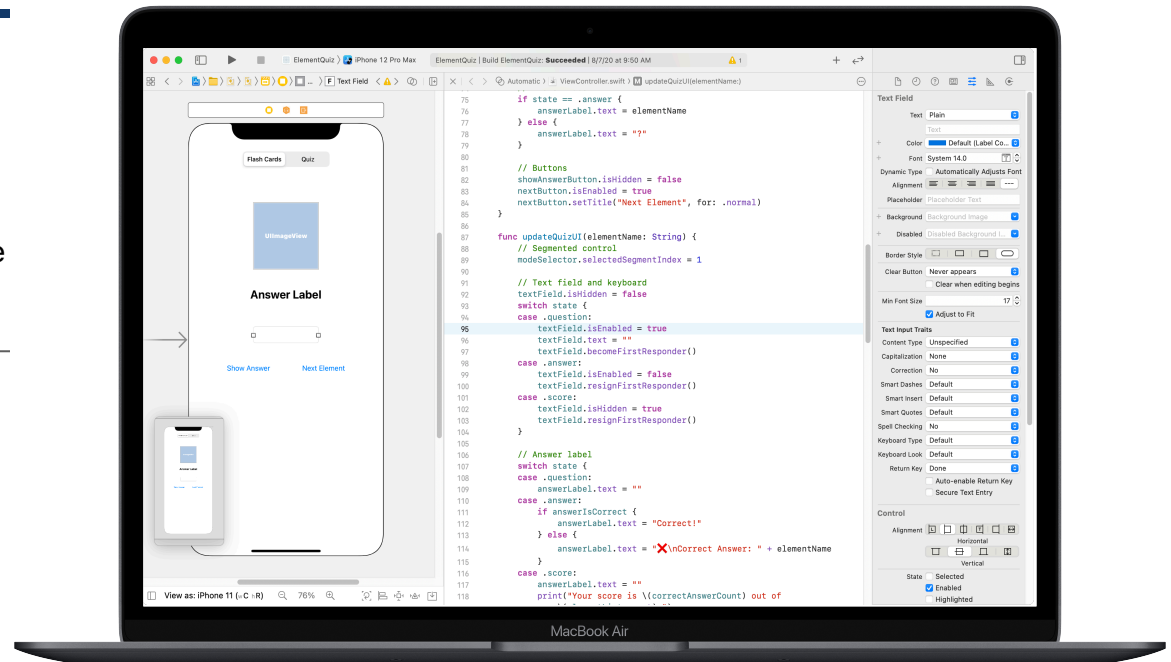 e
ElementQuiz 〉 iPhone 12 Pro Max
ElementQuiz | Build ElementQuiz: Succeeded | 8/7/20 at 9:50 AM
1
F Text Field
Automatic 〉 ViewController.swift 〉 M updateQuizUI(elementName:)
Flash Cards Quiz
UIImageView
Answer Label
Show Answer Next Element
View as: iPhone 11 (wC hR) 76%
75 if state == .answer {
76 answerLabel.text = elementName
77 } else {
78 answerLabel.text = "?"
79 }
80
81 // Buttons
82 showAnswerButton.isHidden = false
83 nextButton.isEnabled = true
84 nextButton.setTitle("Next Element", for: .normal)
85 }
86
87 func updateQuizUI(elementName: String) {
88 // Segmented control
89 modeSelector.selectedSegmentIndex = 1
90
91 // Text field and keyboard
92 textField.isHidden = false
93 switch state {
94 case .question:
95 textField.isEnabled = true
96 textField.text = ""
97 textField.becomeFirstResponder()
98 case .answer:
99 textField.isEnabled = false
100 textField.resignFirstResponder()
101 case .score:
102 textField.isHidden = true
103 textField.resignFirstResponder()
104 }
105
106 // Answer label
107 switch state {
108 case .question:
109 answerLabel.text = ""
110 case .answer:
111 if answerIsCorrect {
112 answerLabel.text = "Correct!"
113 } else {
114 answerLabel.text = "❌\nCorrect Answer: " + elementName
115 }
116 case .score:
117 answerLabel.text = ""
118 print("Your score is \(correctAnswerCount) out of
Text Field
Text Plain
Text
Color Default (Label Co...
Font System 14.0
Dynamic Type Automatically Adjusts Font
Alignment
Placeholder Placeholder Text
Background Background Image
Disabled Disabled Background I...
Border Style
Clear Button Never appears
Clear when editing begins
Min Font Size 17
Adjust to Fit
Text Input Traits
Content Type Unspecified
Capitalization None
Correction No
Smart Dashes Default
Smart Insert Default
Smart Quotes Default
Spell Checking No
Keyboard Type Default
Keyboard Look Default
Return Key Done
Auto-enable Return Key
Secure Text Entry
Control
Alignment
Horizontal
Vertical
State Selected
Enabled
Highlighted
MacBook Air